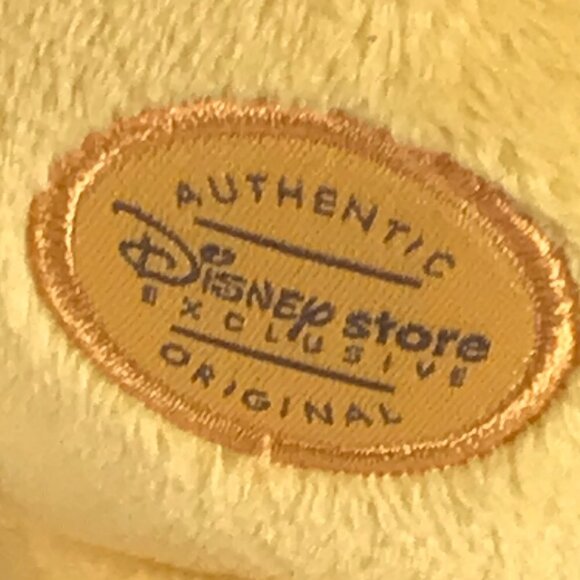 AUTHENTIC
DISNEY store
EXCLUSIVE
ORIGINAL